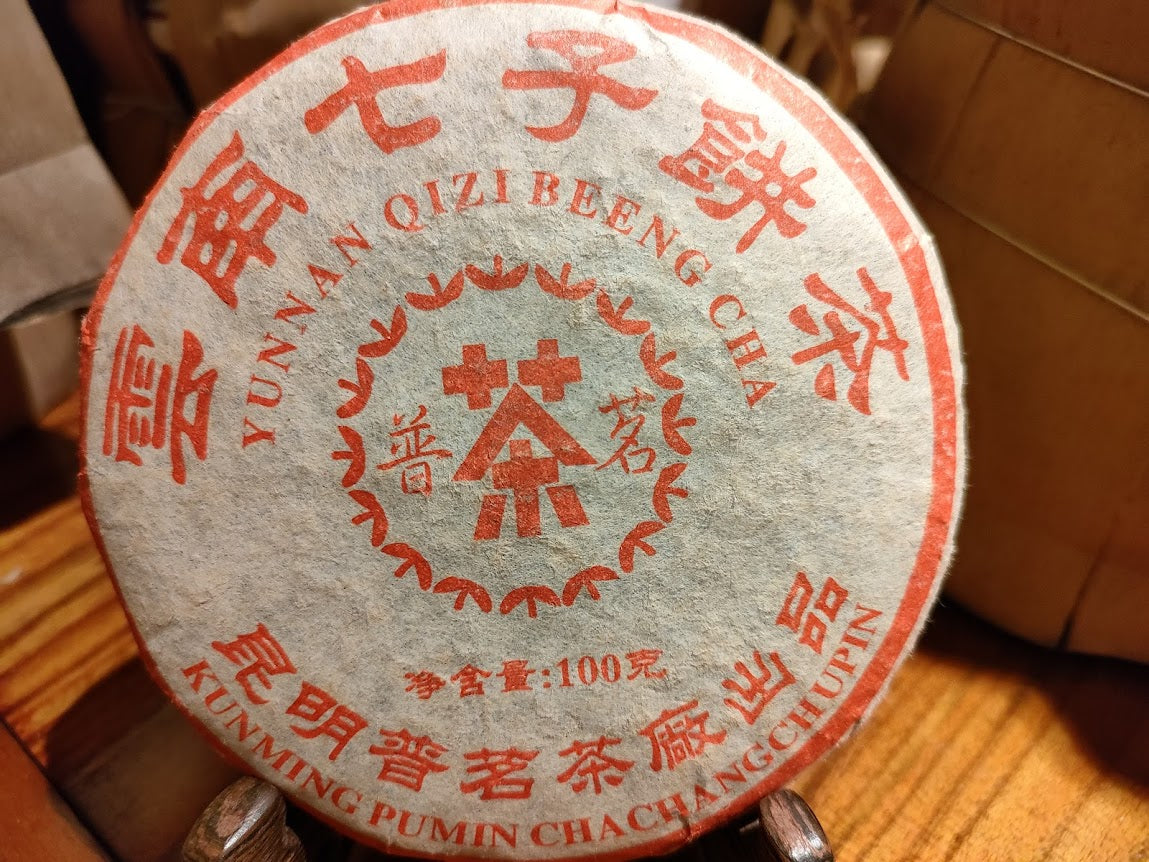 雲南七子餅茶
YUNNAN QIZI BEENG CHA
普茶茗
净含量:100克
昆明普茗茶廠出品
KUNMING PUMIN CHACHANGCHUPIN